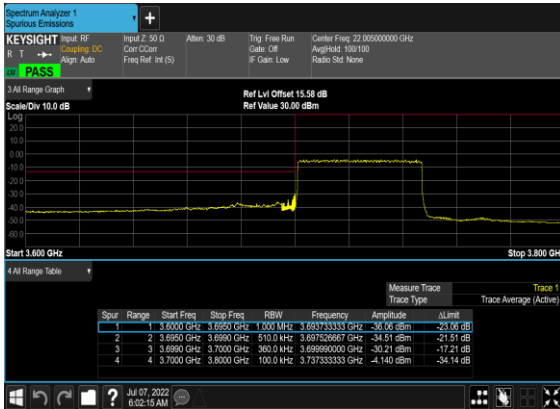 Spectrum Analyzer 1
Spurious Emissions
+
KEYSIGHT Input: RF Input Z: 50 Ω Atten: 30 dB Trig: Free Run Center Freq: 22.005000000 GHz
R T Coupling: DC Corr CCorr Gate: Off Avg|Hold: 100/100
Align: Auto Freq Ref: Int (S) IF Gain: Low Radio Std: None
PASS
3 All Range Graph
Ref Lvl Offset 15.58 dB
Scale/Div 10.0 dB Ref Value 30.00 dBm
Log
20.0
10.0
0.00
-10.0
-20.0
-30.0
-40.0
-50.0
-60.0
Start 3.600 GHz Stop 3.800 GH
4 All Range Table
Measure Trace Trace 1
Trace Type Trace Average (Active)
Spur Range Start Freq Stop Freq RBW Frequency Amplitude ΔLimit
1 1 3.6000 GHz 3.6950 GHz 1.000 MHz 3.693733333 GHz -36.06 dBm -23.06 dB
2 2 3.6950 GHz 3.6990 GHz 510.0 kHz 3.697526667 GHz -34.51 dBm -21.51 dB
3 3 3.6990 GHz 3.7000 GHz 360.0 kHz 3.699990000 GHz -30.21 dBm -17.21 dB
4 4 3.7000 GHz 3.8000 GHz 100.0 kHz 3.737333333 GHz -4.140 dBm -34.14 dB
? Jul 07, 2022
6:02:15 AM